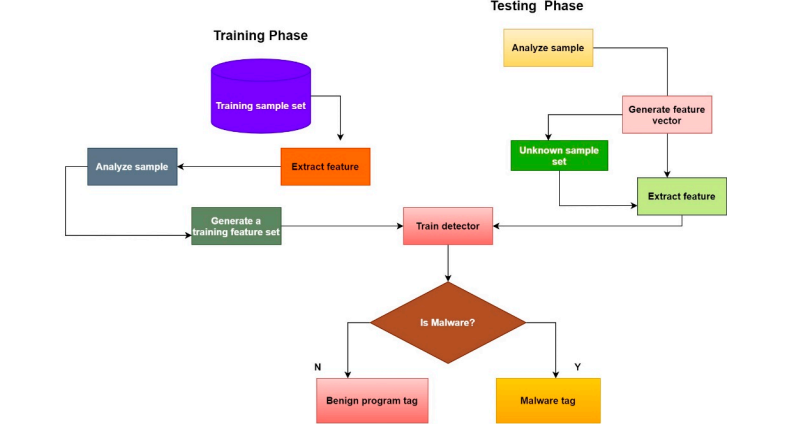 Testing Phase
Training Phase
Analyze sample
Training sample set
Generate feature
vector
Unknown sample
set
Analyze sample
Extract feature
Extract feature
Generate a
training feature set
Train detector
Is Malware?
N
Y
Benign program tag
Malware tag